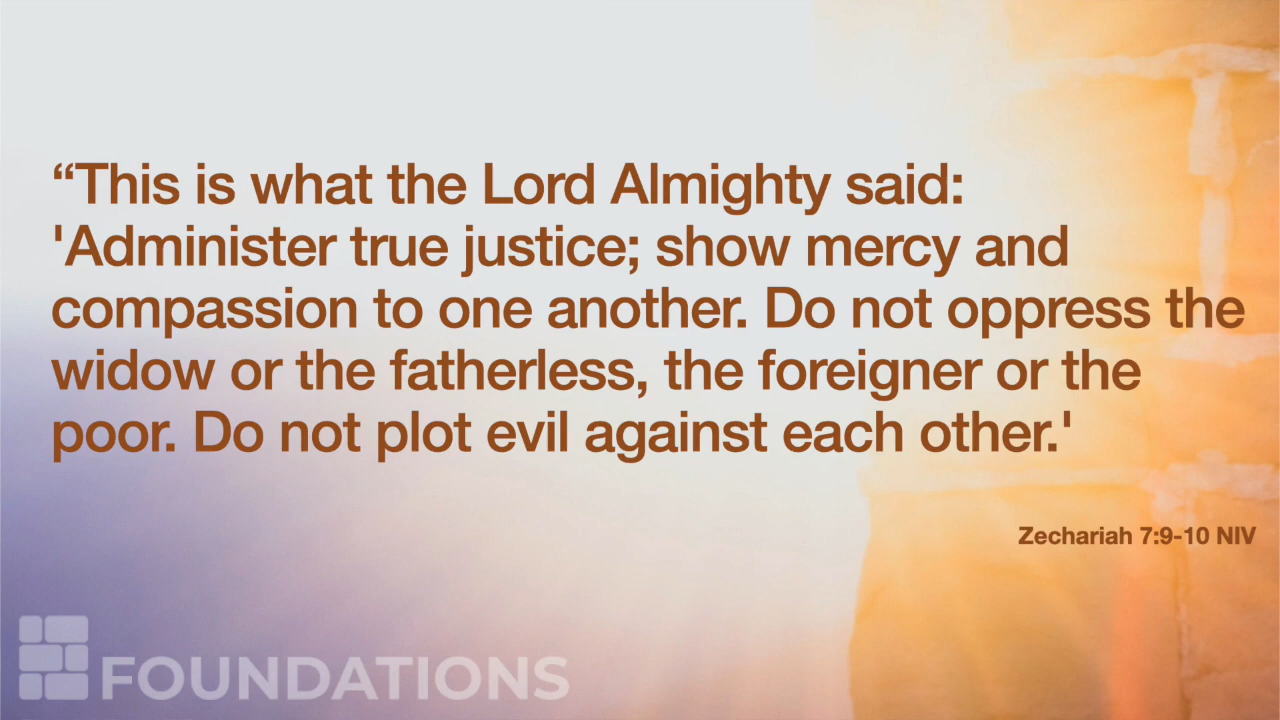 “This is what the Lord Almighty said:
'Administer true justice; show mercy and
compassion to one another. Do not oppress the
widow or the fatherless, the foreigner or the
poor. Do not plot evil against each other.'
Zechariah 7:9-10 NIV
FOUNDATIONS